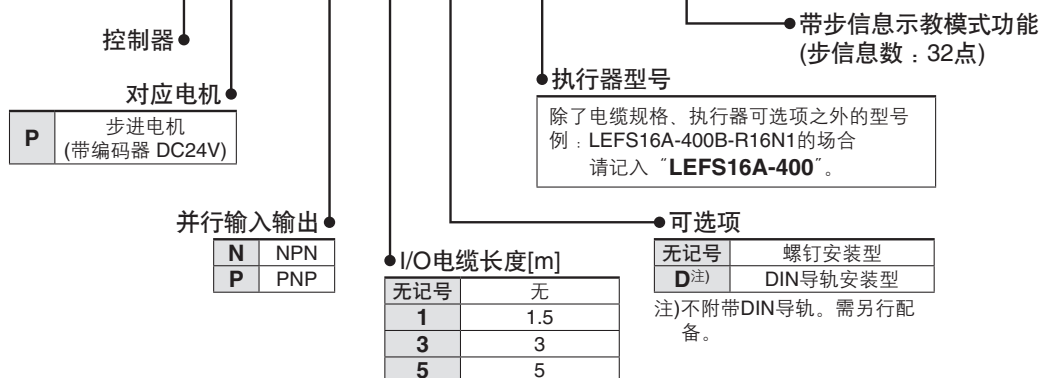 控制器
对应电机
P 步进电机
(带编码器 DC24V)
并行输入输出
N NPN
P PNP
I/O电缆长度[m]
无记号 无
1 1.5
3 3
5 5
可选项
无记号 螺钉安装型
D注) DIN导轨安装型
注)不附带DIN导轨。需另行配
备。
执行器型号
除了电缆规格、执行器可选项之外的型号
例：LEFS16A-400B-R16N1的场合
请记入 "LEFS16A-400"。
带步信息示教模式功能
(步信息数：32点)